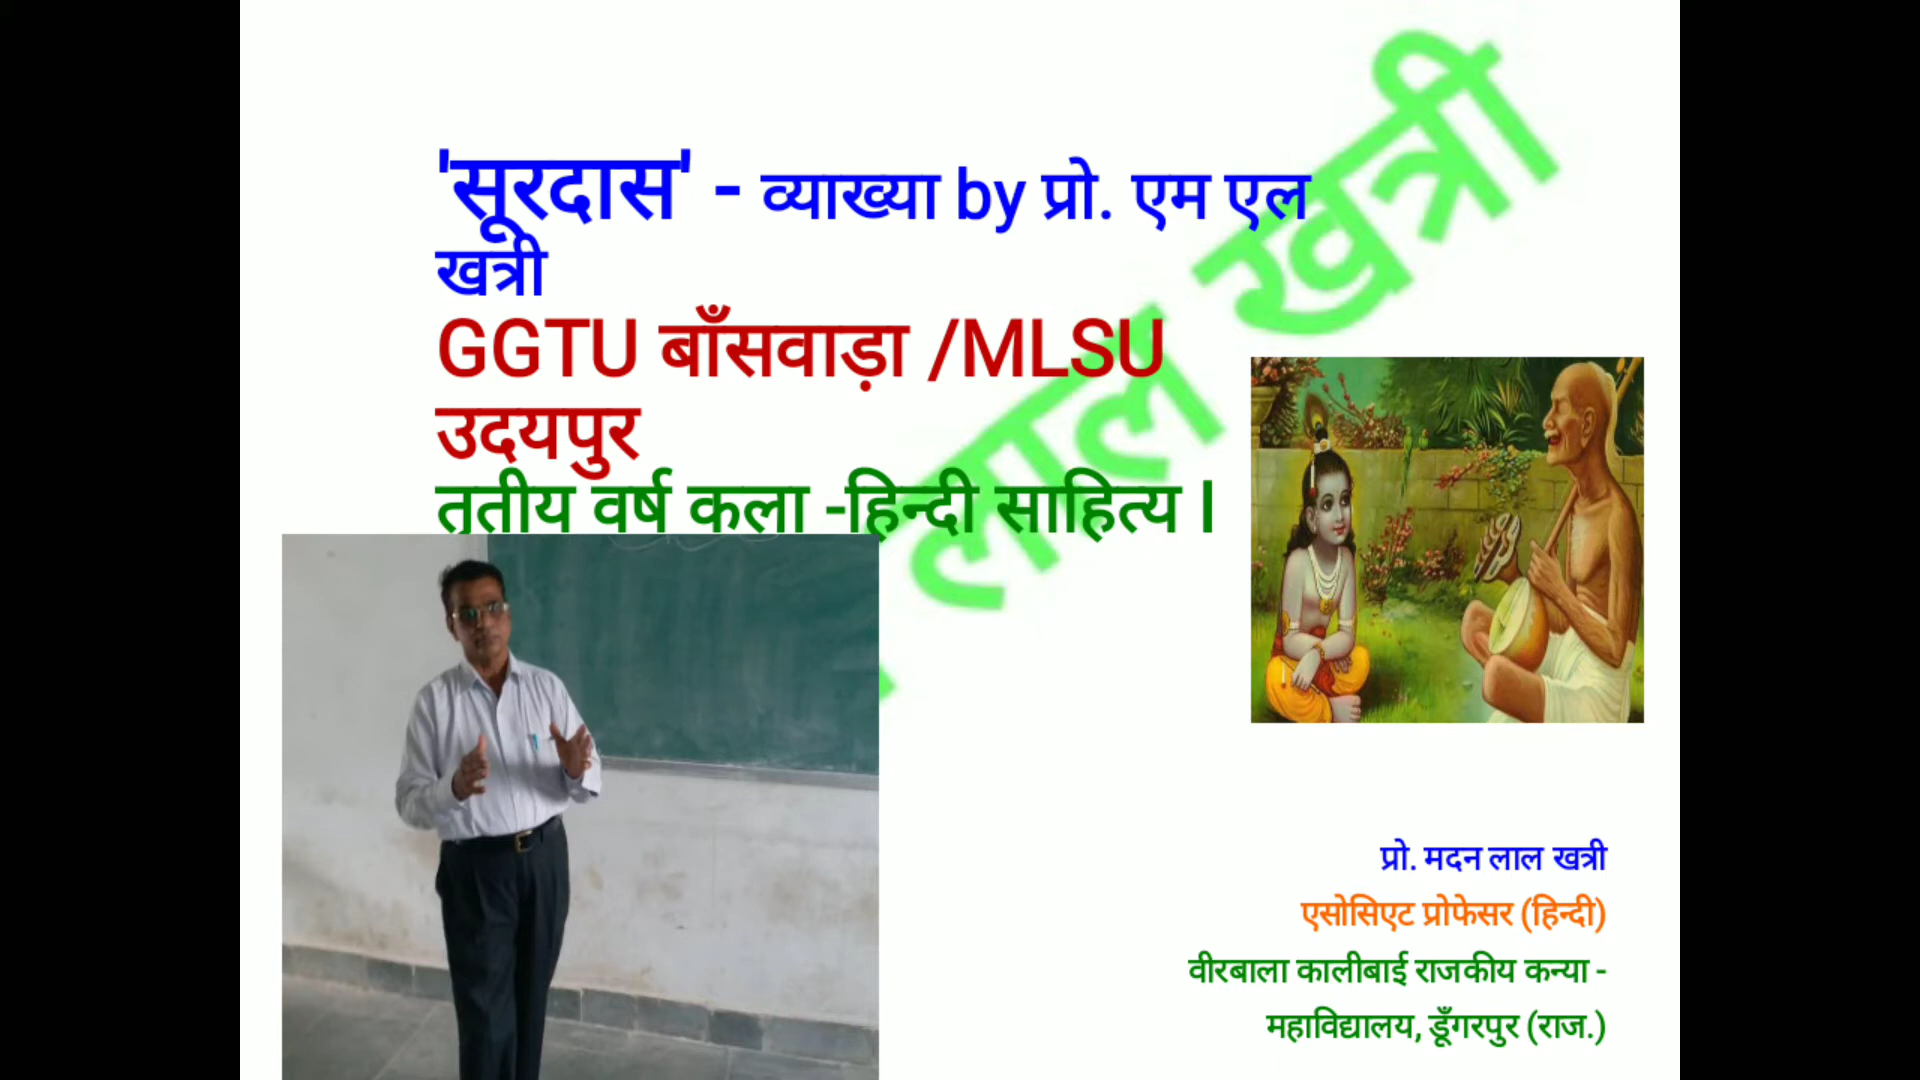 'सूरदास' - व्याख्या by प्रो. एम एल
खत्री
GGTU बाँसवाड़ा /MLSU
उदयपुर
तृतीय वर्ष कला -हिन्दी साहित्य I
लाल खत्री
प्रो. मदन लाल खत्री
एसोसिएट प्रोफेसर (हिन्दी)
वीरबाला कालीबाई राजकीय कन्या -
महाविद्यालय, डूँगरपुर (राज.)